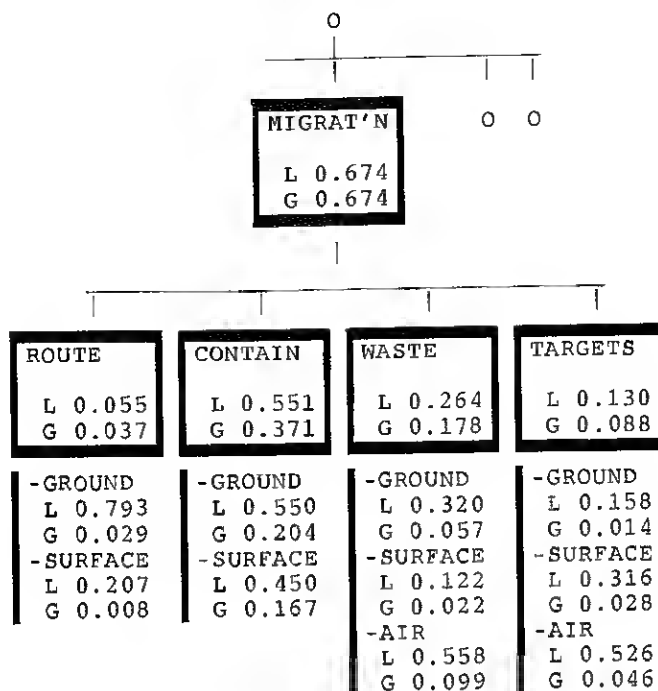 O
MIGRAT'N
L 0.674
G 0.674
O O
ROUTE
L 0.055
G 0.037
-GROUND
L 0.793
G 0.029
-SURFACE
L 0.207
G 0.008
CONTAIN
L 0.551
G 0.371
-GROUND
L 0.550
G 0.204
-SURFACE
L 0.450
G 0.167
WASTE
L 0.264
G 0.178
-GROUND
L 0.320
G 0.057
-SURFACE
L 0.122
G 0.022
-AIR
L 0.558
G 0.099
TARGETS
L 0.130
G 0.088
-GROUND
L 0.158
G 0.014
-SURFACE
L 0.316
G 0.028
-AIR
L 0.526
G 0.046